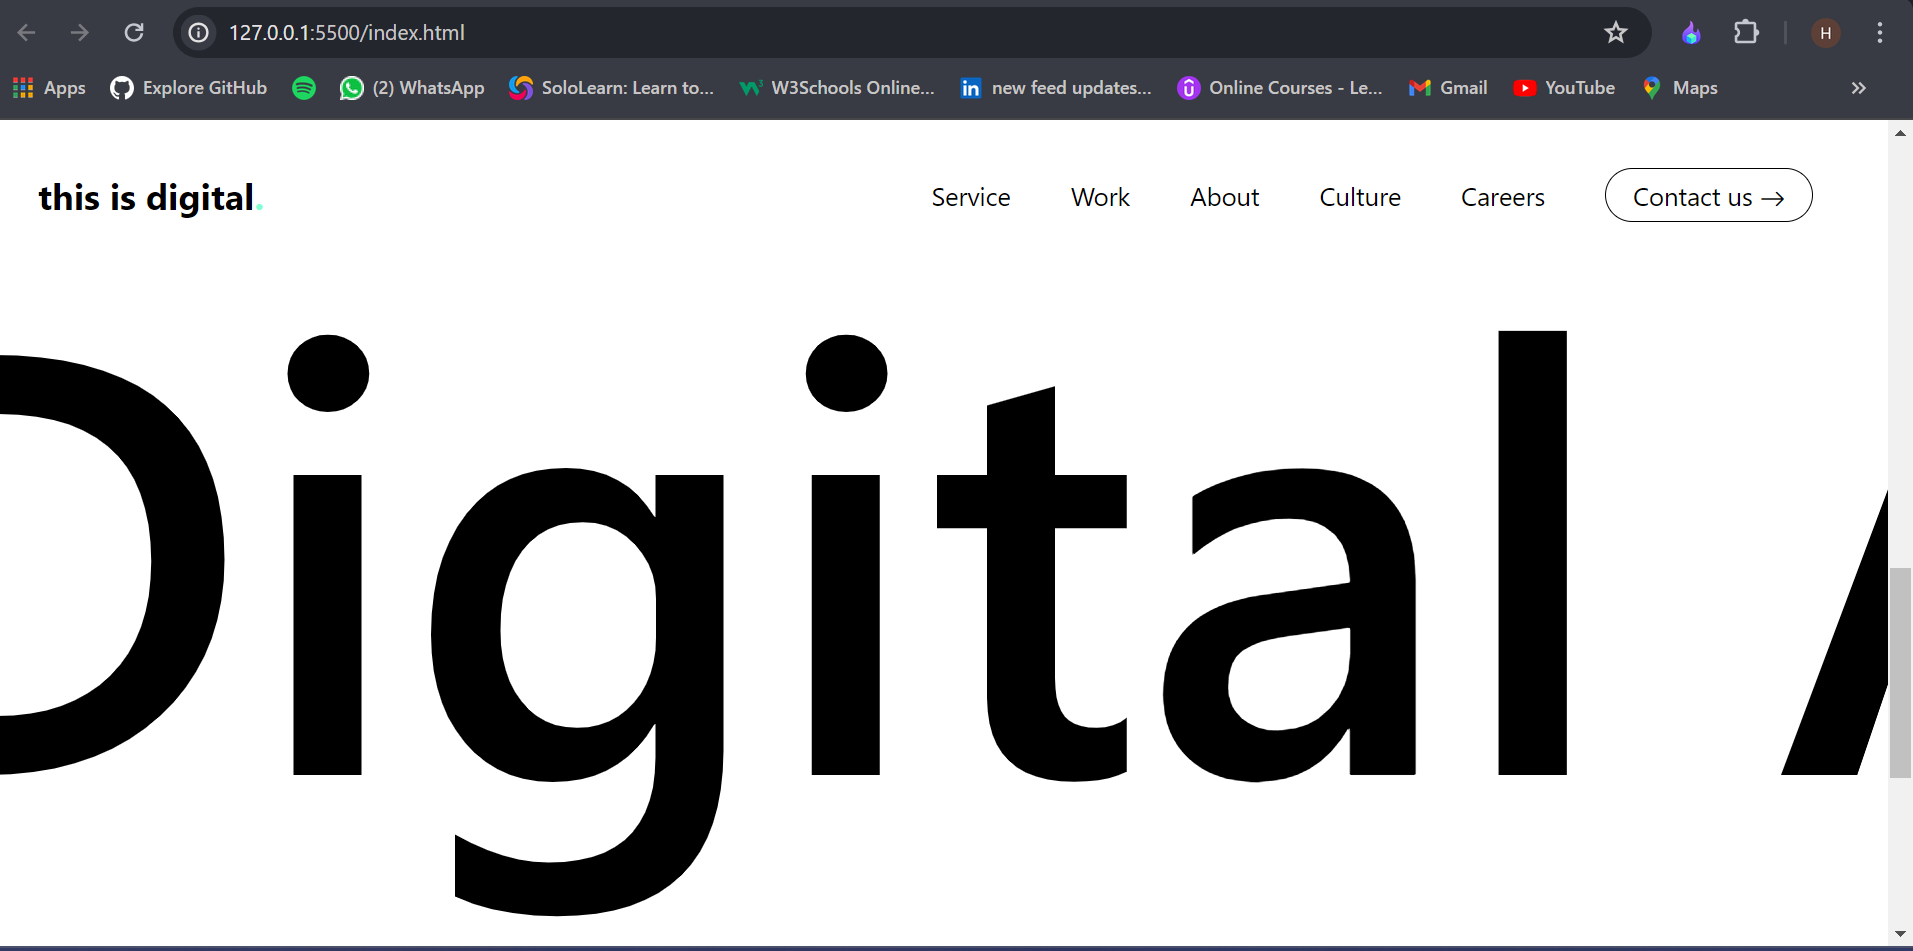 127.0.0.1:5500/index.html
H
Apps Explore GitHub (2) WhatsApp SoloLearn: Learn to... W3Schools Online... new feed updates... Online Courses - Le... Gmail YouTube Maps »
this is digital. Service Work About Culture Careers Contact us →
Digital